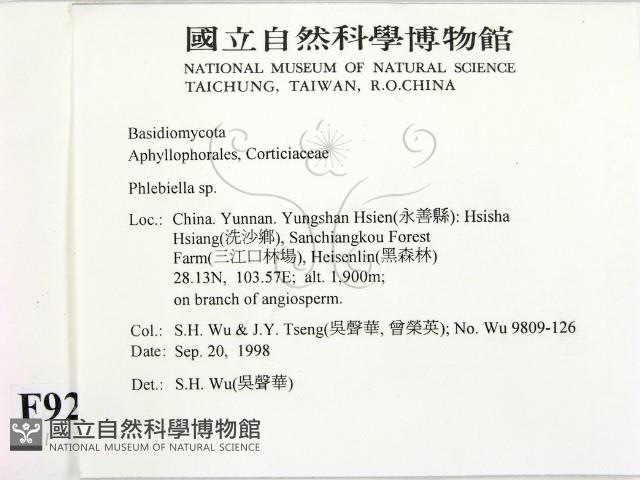 國立自然科學博物館
NATIONAL MUSEUM OF NATURAL SCIENCE
TAICHUNG, TAIWAN, R.O.CHINA
Basidiomycota
Aphyllophorales, Corticiaceae
Phlebiella sp.
Loc.: China. Yunnan. Yungshan Hsien(永善縣): Hsisha
Hsiang(洗沙鄉), Sanchiangkou Forest
Farm(三江口林場), Heisenlin(黑森林)
28.13N, 103.57E; alt. 1,900m;
on branch of angiosperm.
Col.: S.H. Wu & J.Y. Tseng(吳聲華, 曾榮英); No. Wu 9809-126
Date: Sep. 20, 1998
Det.: S.H. Wu(吳聲華)
F92
國立自然科學博物館
NATIONAL MUSEUM OF NATURAL SCIENCE